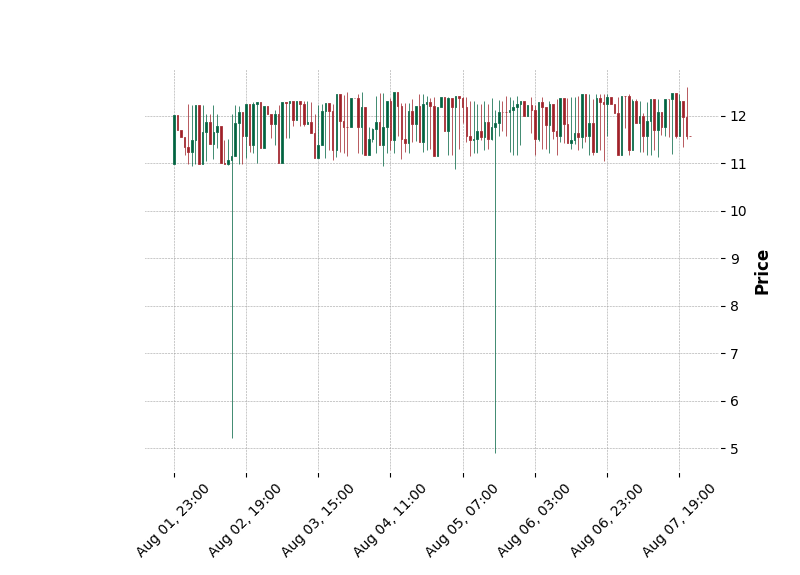 12
11
10
9
8
7
6
5
Price
Aug 01, 23:00
Aug 02, 19:00
Aug 03, 15:00
Aug 04, 11:00
Aug 05, 07:00
Aug 06, 03:00
Aug 06, 23:00
Aug 07, 19:00